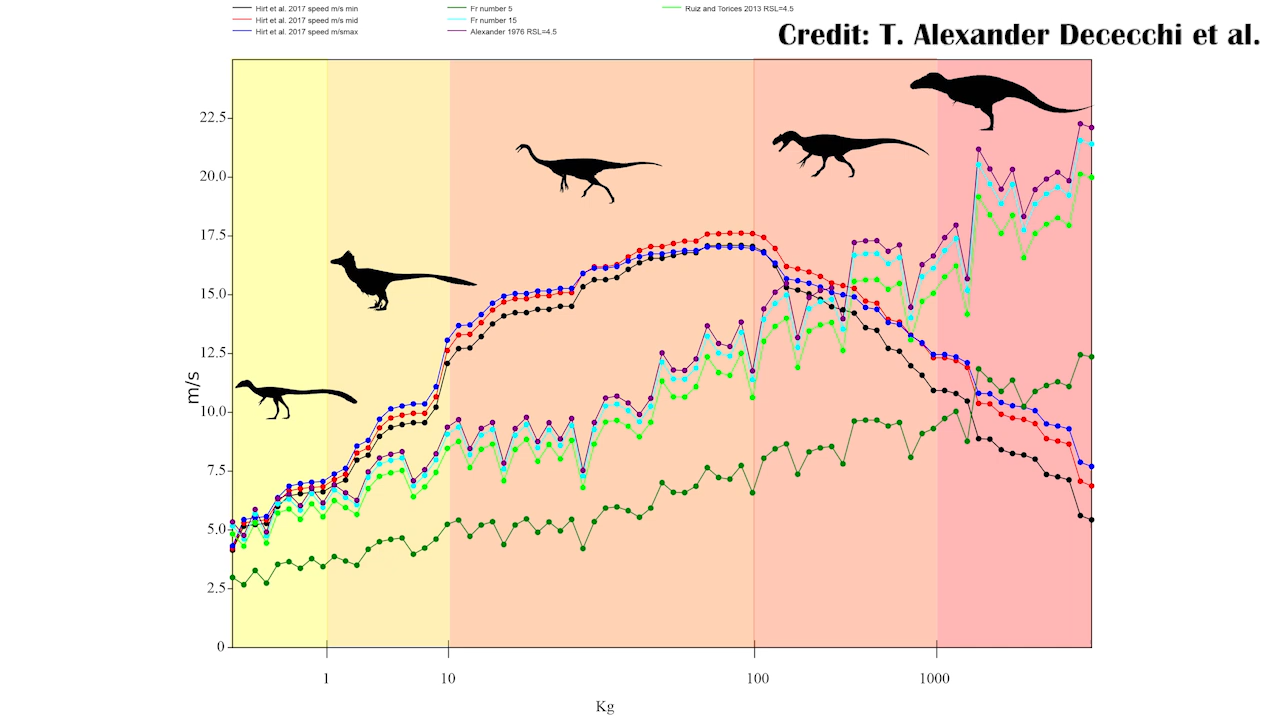 Hirt et al. 2017 speed m/s min
Hirt et al. 2017 speed m/s mid
Hirt et al. 2017 speed m/smax
Fr number 5
Fr number 15
Alexander 1976 RSL=4.5
Ruiz and Torices 2013 RSL=4.5
Credit: T. Alexander Dececchi et al.
22.5
20.0
17.5
15.0
12.5
10.0
7.5
5.0
2.5
0
m/s
1 10 100 1000
Kg